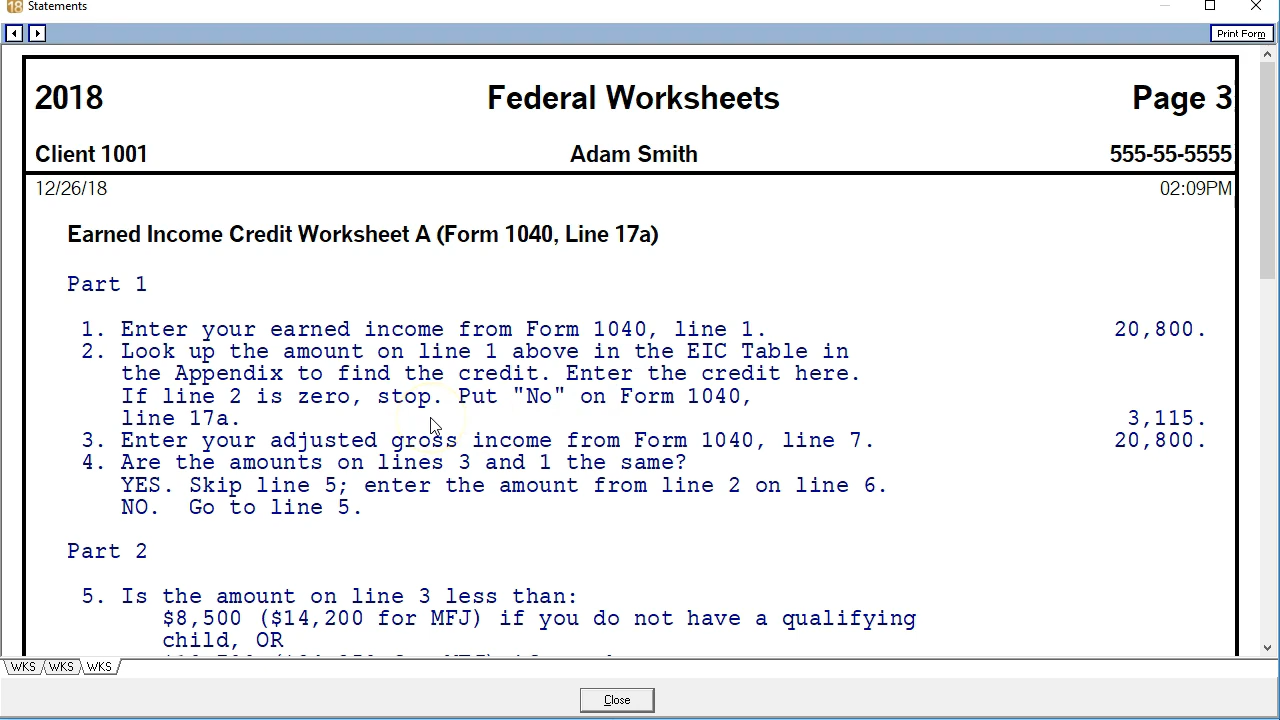 18 Statements
Print Form
2018 Federal Worksheets Page 3
Client 1001 Adam Smith 555-55-5555
12/26/18 02:09PM
Earned Income Credit Worksheet A (Form 1040, Line 17a)
Part 1
1. Enter your earned income from Form 1040, line 1. 20,800.
2. Look up the amount on line 1 above in the EIC Table in
the Appendix to find the credit. Enter the credit here.
If line 2 is zero, stop. Put "No" on Form 1040,
line 17a. 3,115.
3. Enter your adjusted gross income from Form 1040, line 7. 20,800.
4. Are the amounts on lines 3 and 1 the same?
YES. Skip line 5; enter the amount from line 2 on line 6.
NO. Go to line 5.
Part 2
5. Is the amount on line 3 less than:
$8,500 ($14,200 for MFJ) if you do not have a qualifying
child, OR
WKS WKS WKS
Close